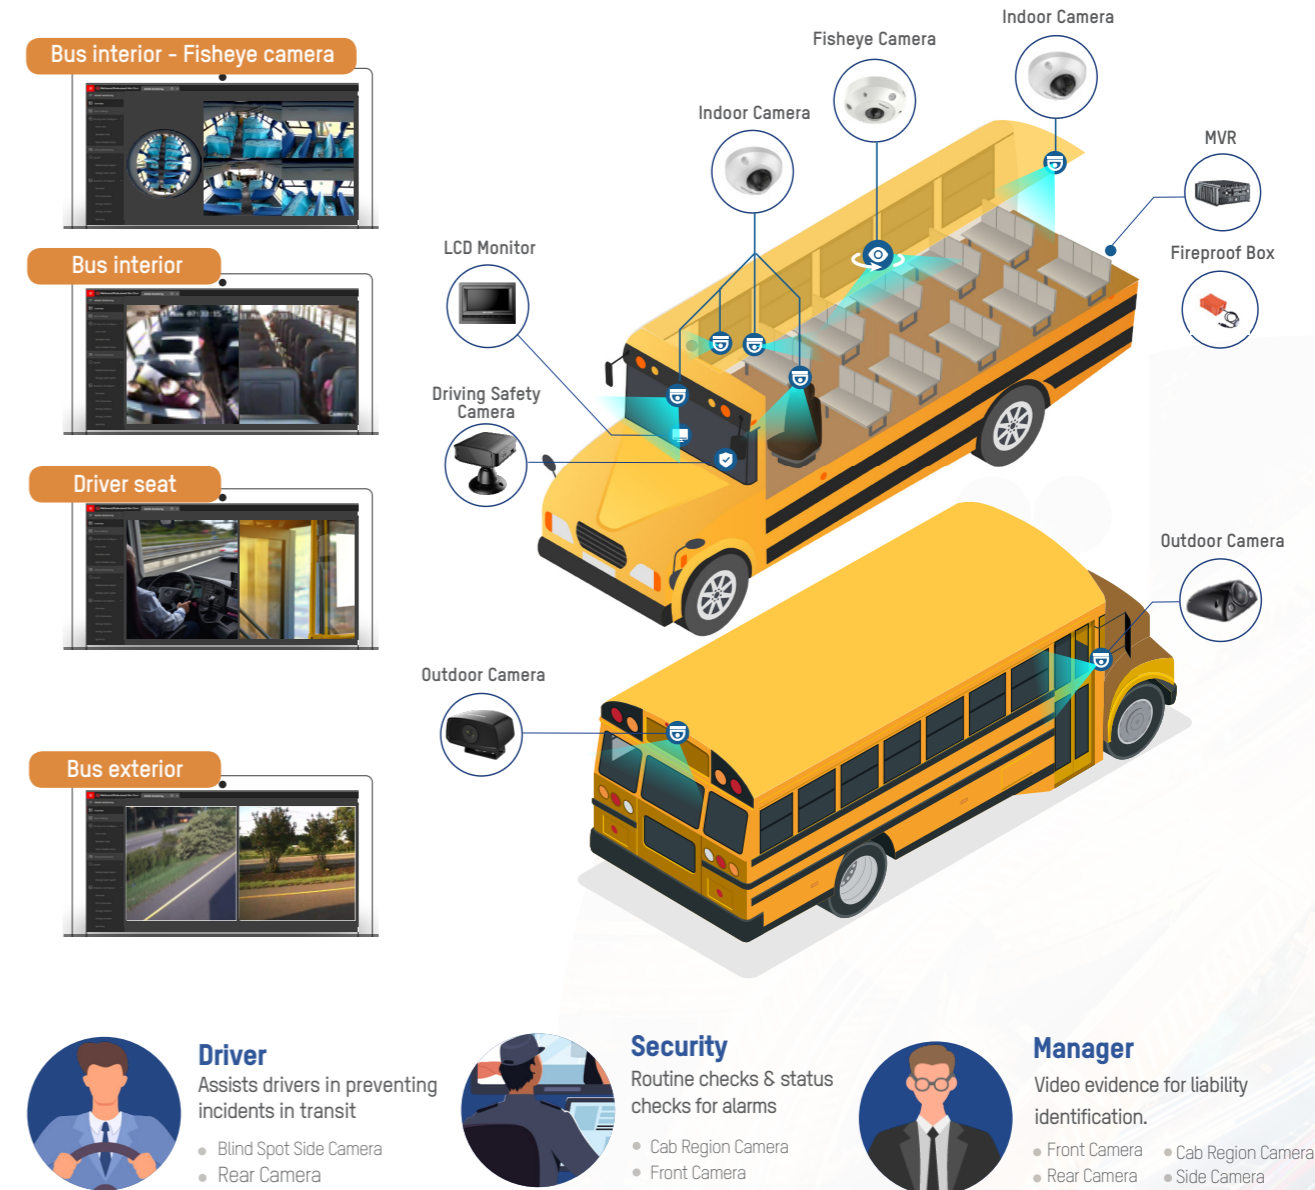 Bus interior - Fisheye camera
Bus interior
Driver seat
Bus exterior
Indoor Camera
Fisheye Camera
Indoor Camera
MVR
LCD Monitor
Fireproof Box
Driving Safety
Camera
Outdoor Camera
Outdoor Camera
Driver
Assists drivers in preventing
incidents in transit
Blind Spot Side Camera
Rear Camera
Security
Routine checks & status
checks for alarms
Cab Region Camera
Front Camera
Manager
Video evidence for liability
identification.
Front Camera
Cab Region Camera
Rear Camera
Side Camera